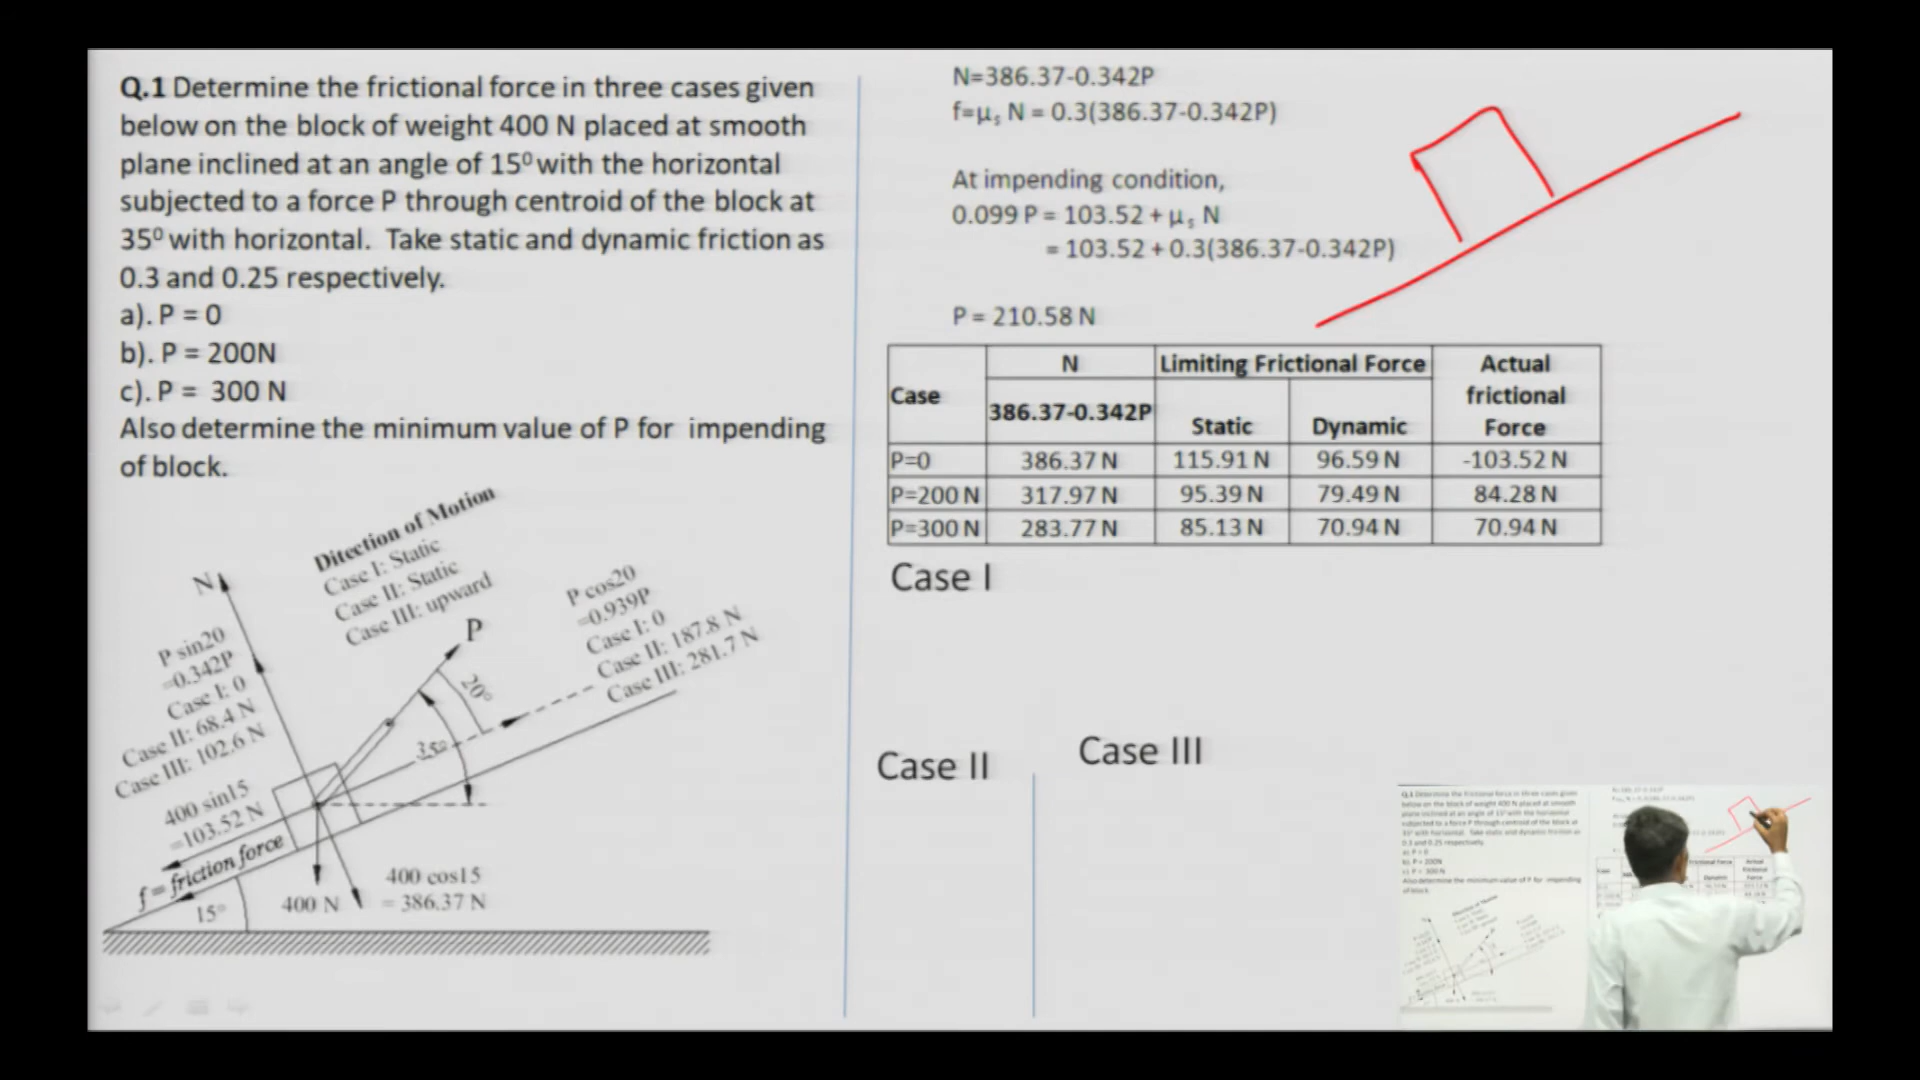 Q.1 Determine the frictional force in three cases given
below on the block of weight 400 N placed at smooth
plane inclined at an angle of 15⁰ with the horizontal
subjected to a force P through centroid of the block at
35⁰ with horizontal. Take static and dynamic friction as
0.3 and 0.25 respectively.
a). P = 0
b). P = 200N
c). P = 300 N
Also determine the minimum value of P for impending
of block.
Ditection of Motion
Case I: Static
Case II: Static
Case III: upward
N
P
P cos20
=0.939P
Case I: 0
Case II: 187.8 N
Case III: 281.7 N
P sin20
=0.342P
Case I: 0
Case II: 68.4 N
Case III: 102.6 N
20°
35°
400 sin15
=103.52 N
f = friction force
15°
400 N
400 cos15
= 386.37 N
N=386.37-0.342P
f=μₛ N = 0.3(386.37-0.342P)
At impending condition,
0.099 P = 103.52 + μₛ N
= 103.52 + 0.3(386.37-0.342P)
P = 210.58 N
Case N Limiting Frictional Force Actual frictional Force
386.37-0.342P Static Dynamic
P=0 386.37 N 115.91 N 96.59 N -103.52 N
P=200 N 317.97 N 95.39 N 79.49 N 84.28 N
P=300 N 283.77 N 85.13 N 70.94 N 70.94 N
Case I
Case II
Case III